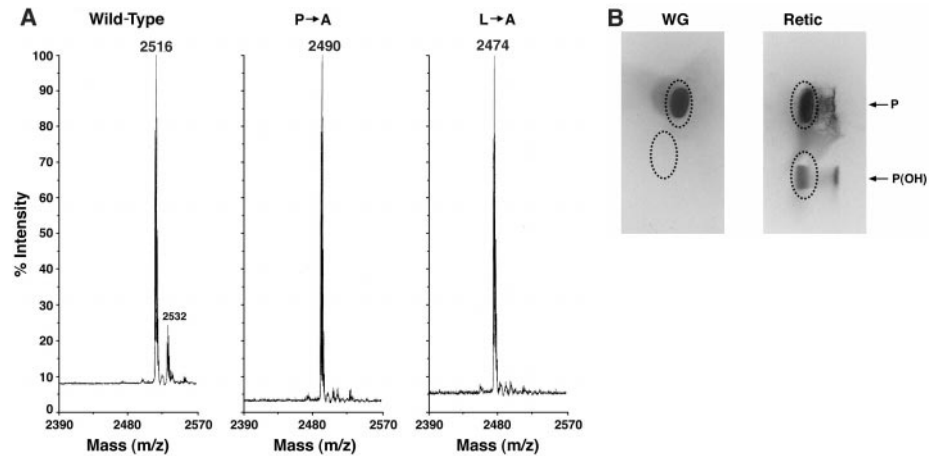 A
Wild-Type
P→A
L→A
2516
2490
2474
100
90
80
70
60
50
40
30
20
10
0
% Intensity
2532
2390 2480 2570
2390 2480 2570
2390 2480 2570
Mass (m/z)
Mass (m/z)
Mass (m/z)
B
WG
Retic
P
P(OH)